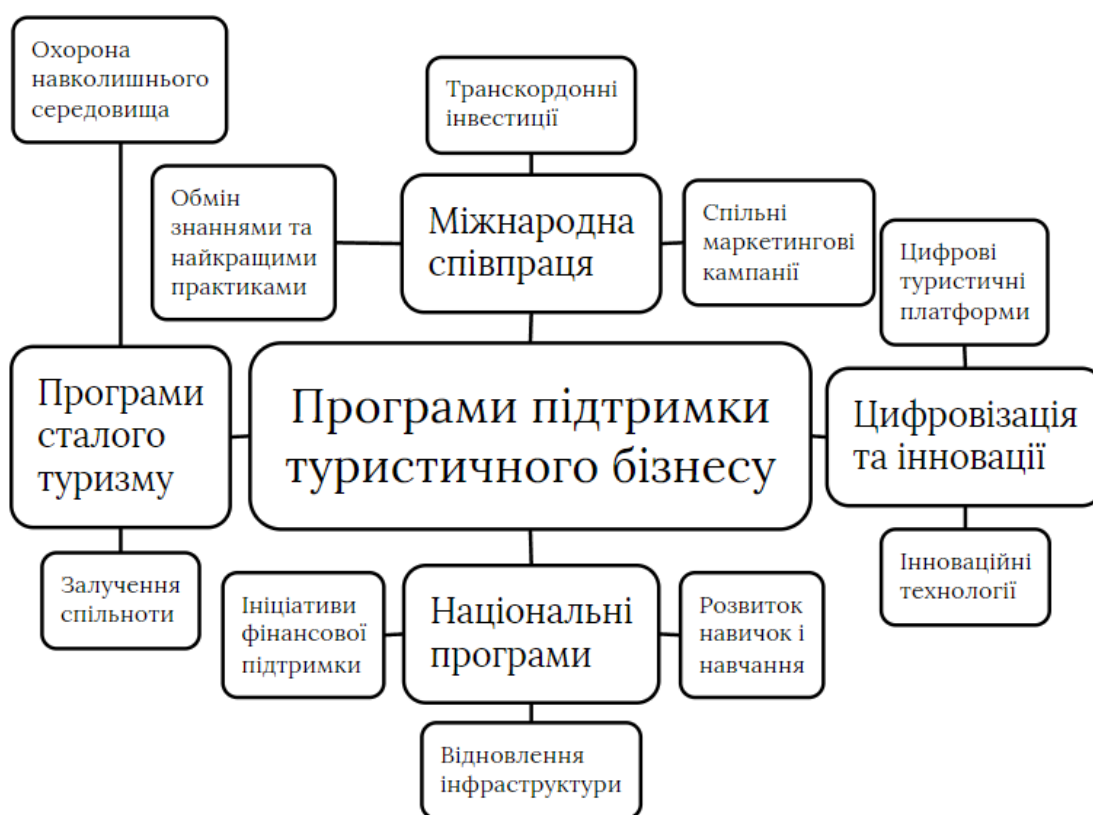 Охорона
навколишнього
середовища
Транскордонні
інвестиції
Обмін
знаннями та
найкращими
практиками
Міжнародна
співпраця
Спільні
маркетингові
кампанії
Цифрові
туристичні
платформи
Програми
сталого
туризму
Програми підтримки
туристичного бізнесу
Цифровізація
та інновації
Залучення
спільноти
Ініціативи
фінансової
підтримки
Національні
програми
Розвиток
навичок і
навчання
Інноваційні
технології
Відновлення
інфраструктури